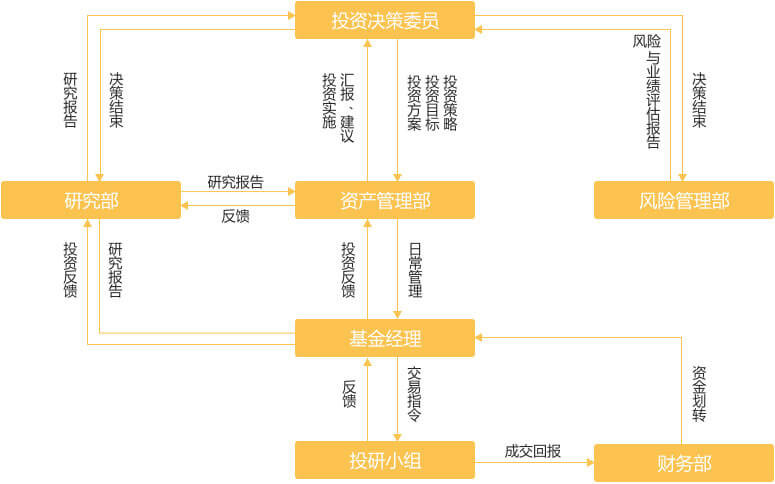 投资决策委员
研究报告
决策结束
投资实施
汇报、建议
投资方案
投资目标
投资策略
风险
与业绩评估报告
决策结束
研究部
研究报告
反馈
资产管理部
风险管理部
投资反馈
研究报告
投资反馈
日常管理
基金经理
反馈
交易指令
资金划转
投研小组
成交回报
财务部